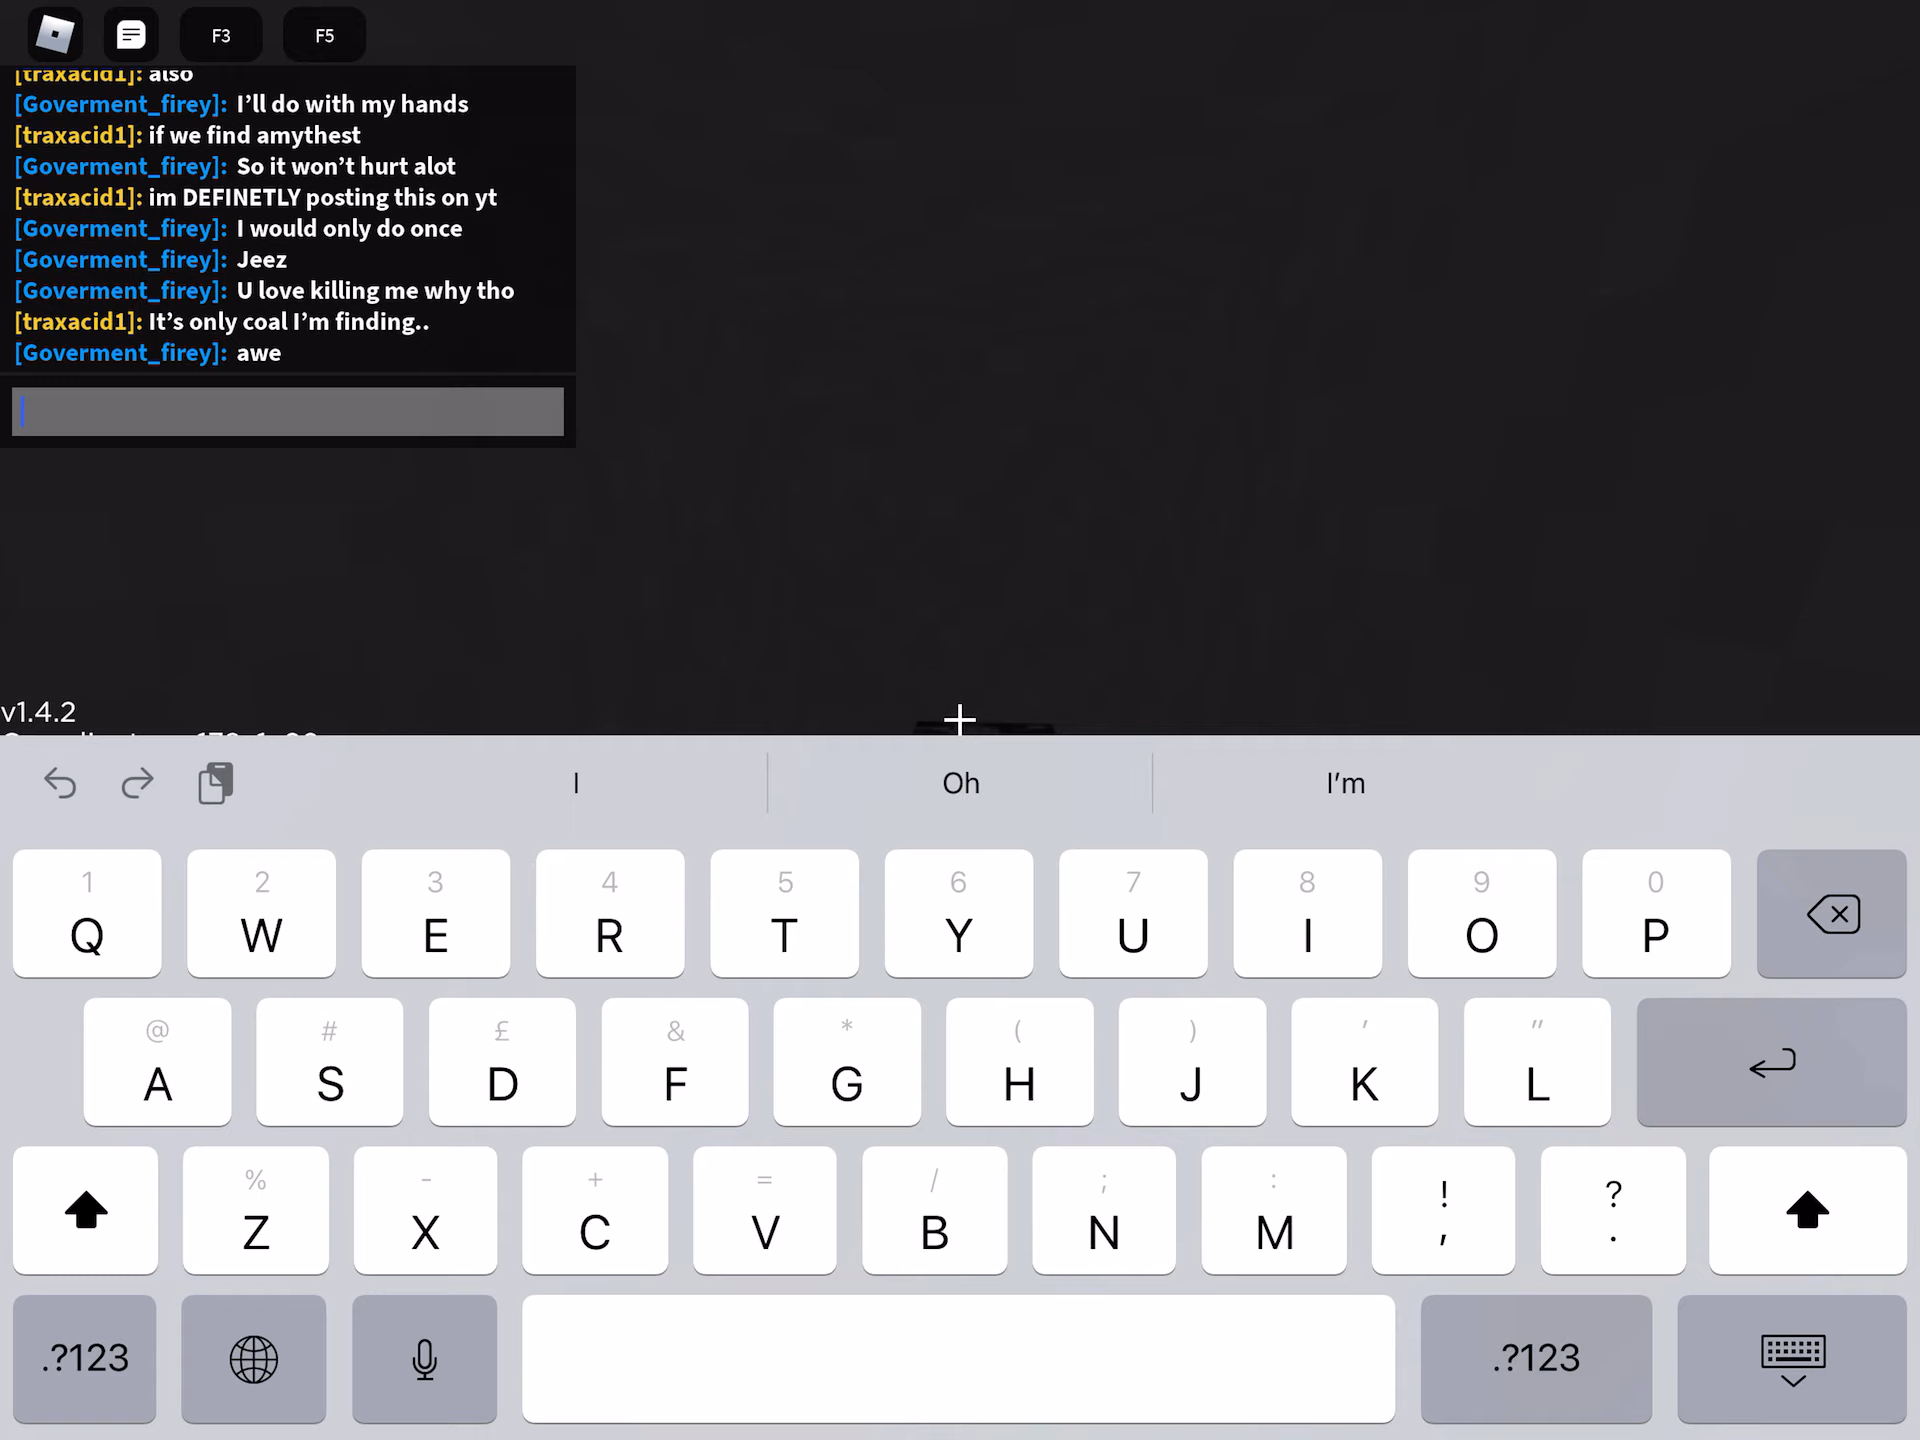 F3
F5
[traxacid1]: also
[Goverment_firey]: I'll do with my hands
[traxacid1]: if we find amythest
[Goverment_firey]: So it won't hurt alot
[traxacid1]: im DEFINETLY posting this on yt
[Goverment_firey]: I would only do once
[Goverment_firey]: Jeez
[Goverment_firey]: U love killing me why tho
[traxacid1]: It's only coal I'm finding..
[Goverment_firey]: awe
v1.4.2
I
Oh
I'm
1 2 3 4 5 6 7 8 9 0
Q W E R T Y U I O P
@ # £ & * ( ) ' "
A S D F G H J K L
% - + = / ; : ! ?
Z X C V B N M , .
.?123
.?123